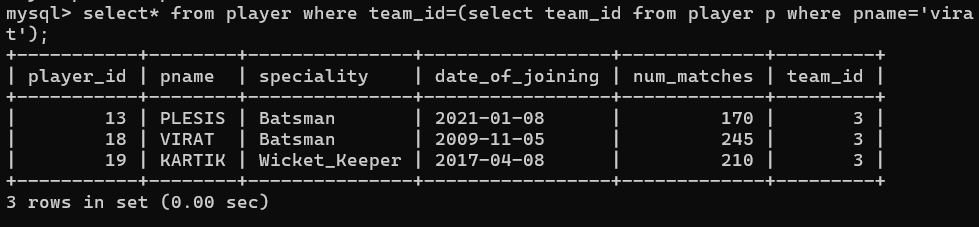 mysql> select* from player where team_id=(select team_id from player p where pname='vira
t');
+-----------+--------+---------------+-----------------+-------------+---------+
| player_id | pname  | speciality    | date_of_joining | num_matches | team_id |
+-----------+--------+---------------+-----------------+-------------+---------+
|        13 | PLESIS | Batsman       | 2021-01-08      |         170 |       3 |
|        18 | VIRAT  | Batsman       | 2009-11-05      |         245 |       3 |
|        19 | KARTIK | Wicket_Keeper | 2017-04-08      |         210 |       3 |
+-----------+--------+---------------+-----------------+-------------+---------+
3 rows in set (0.00 sec)